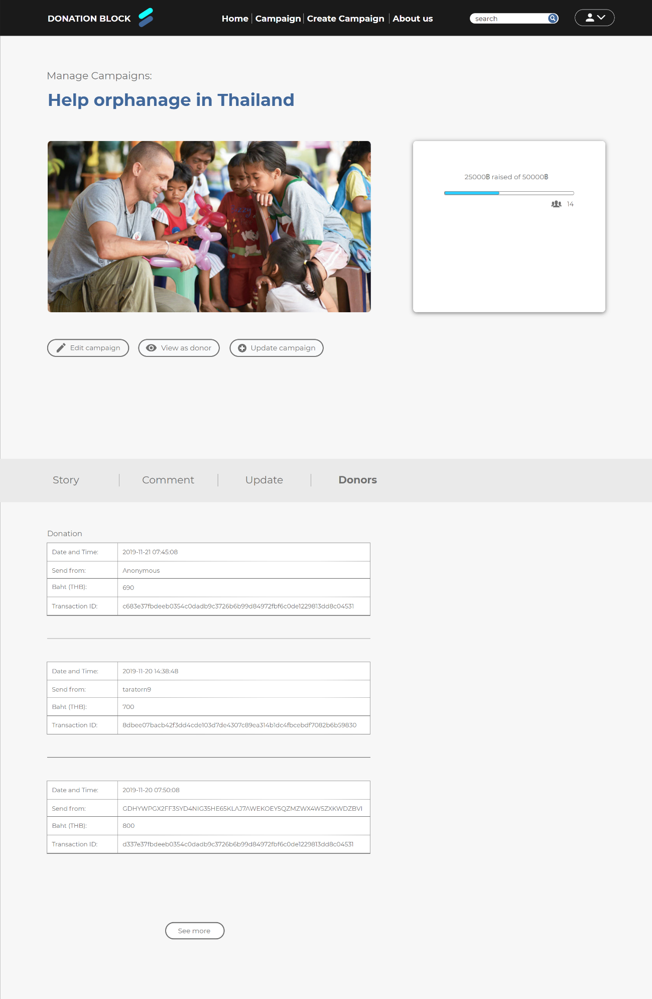 DONATION BLOCK
Home | Campaign | Create Campaign | About us
search
Manage Campaigns:
Help orphanage in Thailand
25000฿ raised of 50000฿
14
Edit campaign
View as donor
Update campaign
Story | Comment | Update | Donors
Donation
Date and Time: 2019-11-21 07:45:08
Send from: Anonymous
Baht (THB): 690
Transaction ID: c683e37fbdeeb0354c0dadb9c3726b6b99d84972fbf6c0de1229813dd8c04531
Date and Time: 2019-11-20 14:38:48
Send from: taratorn9
Baht (THB): 700
Transaction ID: 8dbee07bacb42f3dd4cde103d7de4307c89ea314b1dc4fbcebdf7082b6b59830
Date and Time: 2019-11-20 07:50:08
Send from: GDHYWPGX2FF3SYD4NIG35HE65KLAJ7AWEKOEY5QZMZWX4W5ZXKWDZBVI
Baht (THB): 800
Transaction ID: d337e37fbdeeb0354c0dadb9c3726b6b99d84972fbf6c0de1229813dd8c04531
See more